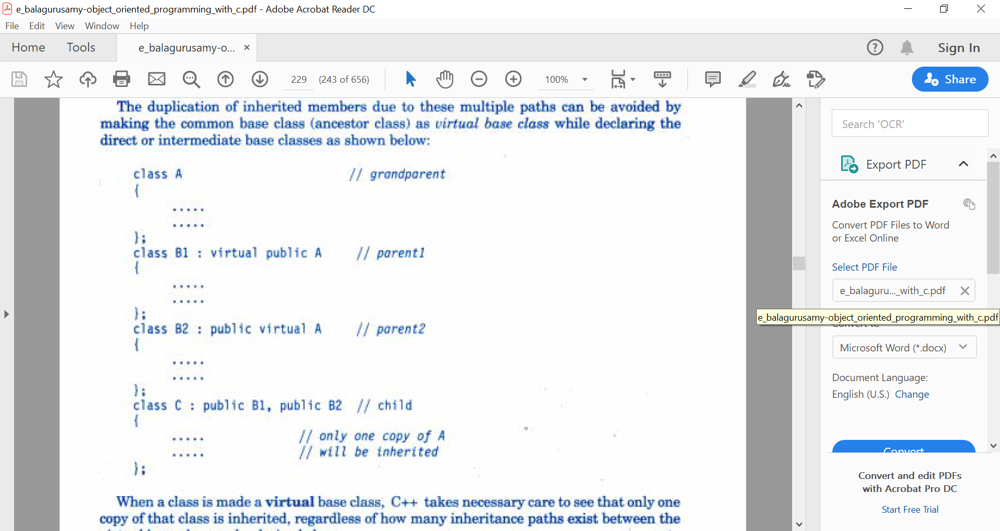 e_balagurusamy-object_oriented_programming_with_c.pdf - Adobe Acrobat Reader DC
File Edit View Window Help
Home Tools e_balagurusamy-o... × Sign In
229 (243 of 656) 100% Share
The duplication of inherited members due to these multiple paths can be avoided by
making the common base class (ancestor class) as virtual base class while declaring the
direct or intermediate base classes as shown below:
class A // grandparent
{
.....
.....
};
class B1 : virtual public A // parent1
{
.....
.....
};
class B2 : public virtual A // parent2
{
.....
.....
};
class C : public B1, public B2 // child
{
..... // only one copy of A
..... // will be inherited
};
When a class is made a virtual base class, C++ takes necessary care to see that only one
copy of that class is inherited, regardless of how many inheritance paths exist between the
Search 'OCR'
Export PDF
Adobe Export PDF
Convert PDF Files to Word
or Excel Online
Select PDF File
e_balaguru..._with_c.pdf
e_balagurusamy-object_oriented_programming_with_c.pdf
Convert to
Microsoft Word (*.docx)
Document Language:
English (U.S.) Change
Convert
Convert and edit PDFs
with Acrobat Pro DC
Start Free Trial